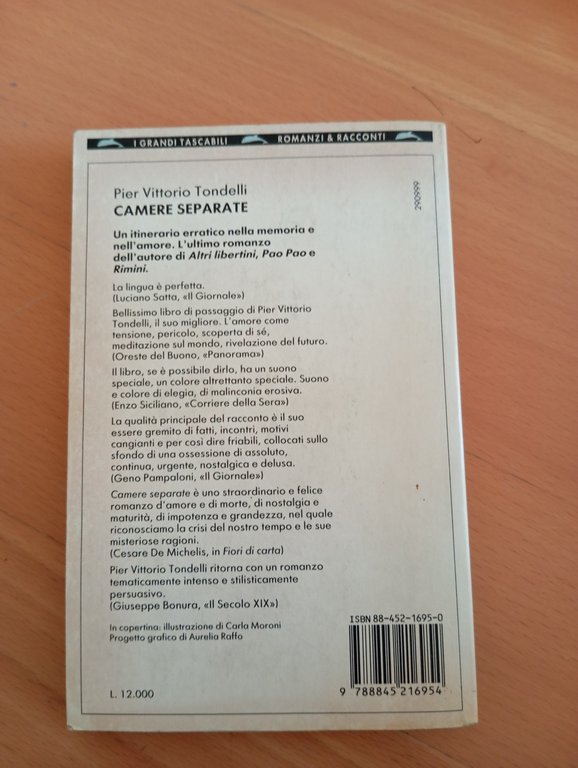 I GRANDI TASCABILI ROMANZI & RACCONTI
Pier Vittorio Tondelli
CAMERE SEPARATE
2909999
Un itinerario erratico nella memoria e
nell'amore. L'ultimo romanzo
dell'autore di Altri libertini, Pao Pao e
Rimini.
La lingua è perfetta.
(Luciano Satta, «Il Giornale»)
Bellissimo libro di passaggio di Pier Vittorio
Tondelli, il suo migliore. L'amore come
tensione, pericolo, scoperta di sé,
meditazione sul mondo, rivelazione del futuro.
(Oreste del Buono, «Panorama»)
Il libro, se è possibile dirlo, ha un suono
speciale, un colore altrettanto speciale. Suono
e colore di elegia, di malinconia erosiva.
(Enzo Siciliano, «Corriere della Sera»)
La qualità principale del racconto è il suo
essere gremito di fatti, incontri, motivi
cangianti e per così dire friabili, collocati sullo
sfondo di una ossessione di assoluto,
continua, urgente, nostalgica e delusa.
(Geno Pampaloni, «Il Giornale»)
Camere separate è uno straordinario e felice
romanzo d'amore e di morte, di nostalgia e
maturità, di impotenza e grandezza, nel quale
riconosciamo la crisi del nostro tempo e le sue
misteriose ragioni.
(Cesare De Michelis, in Fiori di carta)
Pier Vittorio Tondelli ritorna con un romanzo
tematicamente intenso e stilisticamente
persuasivo.
(Giuseppe Bonura, «Il Secolo XIX»)
In copertina: illustrazione di Carla Moroni
Progetto grafico di Aurelia Raffo
ISBN 88-452-1695-0
9 788845 216954
L. 12.000